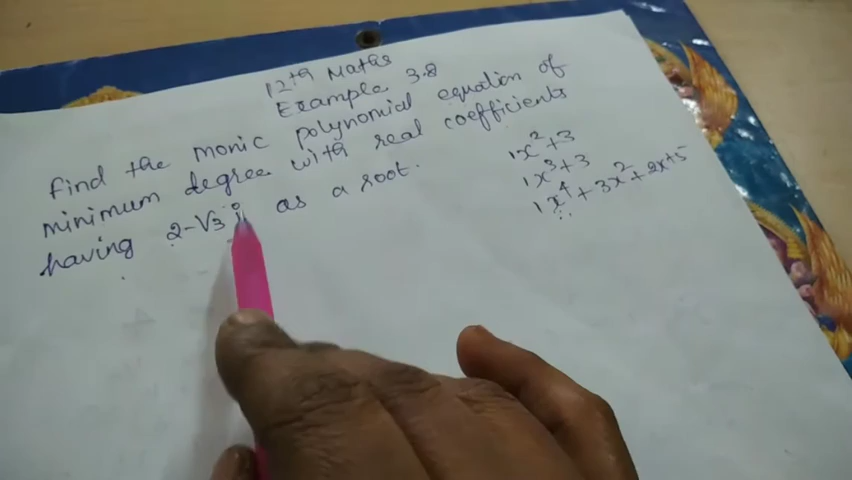 12th Maths
Example 3.8
Find the monic polynomial equation of
minimum degree with real coefficients
having 2-√3 i as a root.
1x²+3
1x³+3
1x⁴+3x²+2x+5